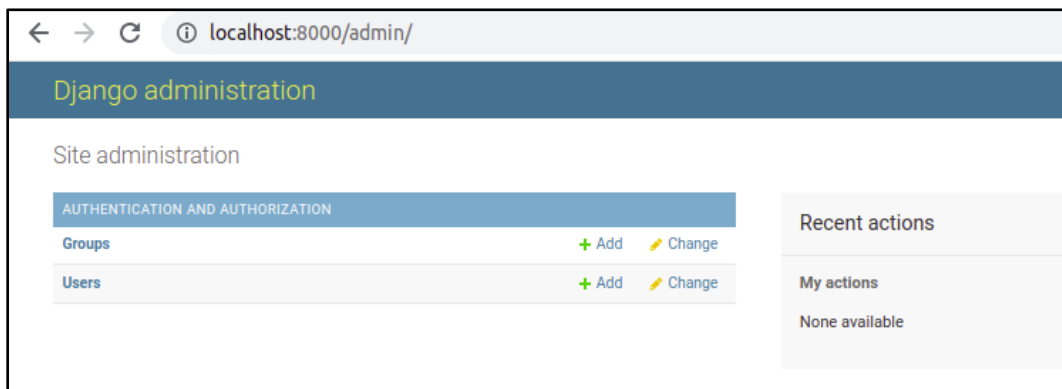 localhost:8000/admin/
Django administration
Site administration
AUTHENTICATION AND AUTHORIZATION
Groups + Add Change
Users + Add Change
Recent actions
My actions
None available